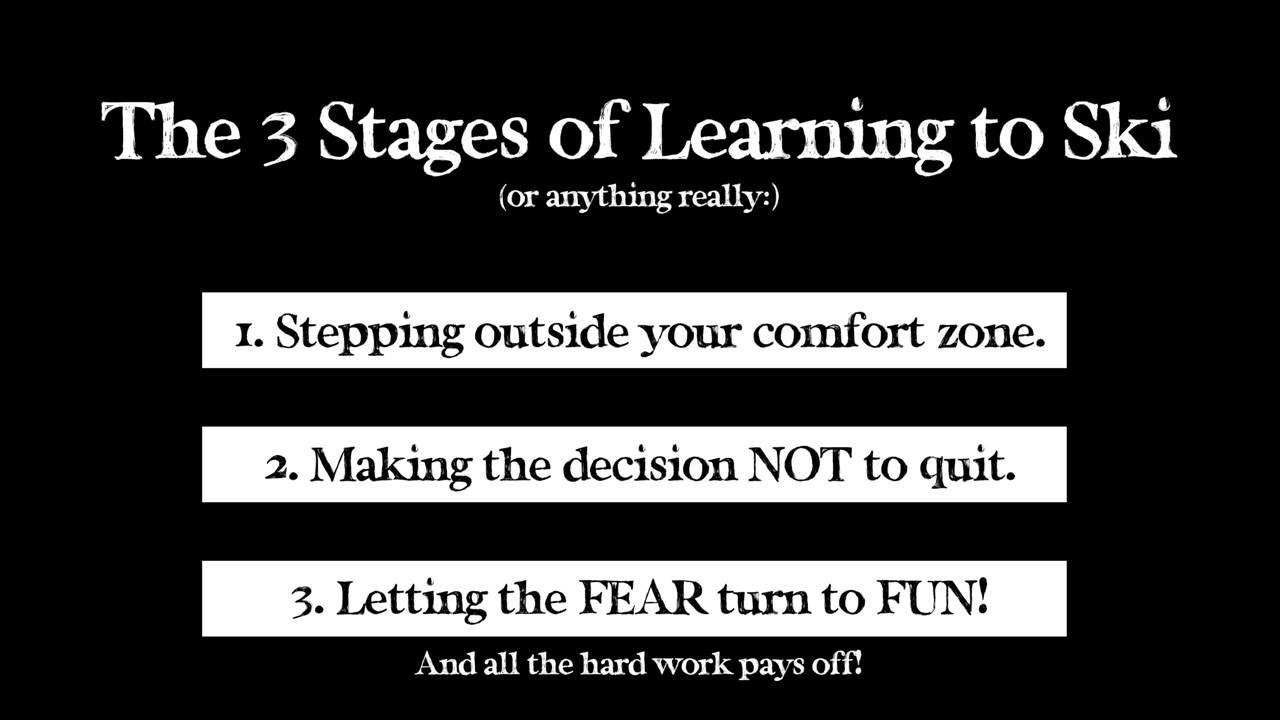 The 3 Stages of Learning to Ski
(or anything really:)
1. Stepping outside your comfort zone.
2. Making the decision NOT to quit.
3. Letting the FEAR turn to FUN!
And all the hard work pays off!